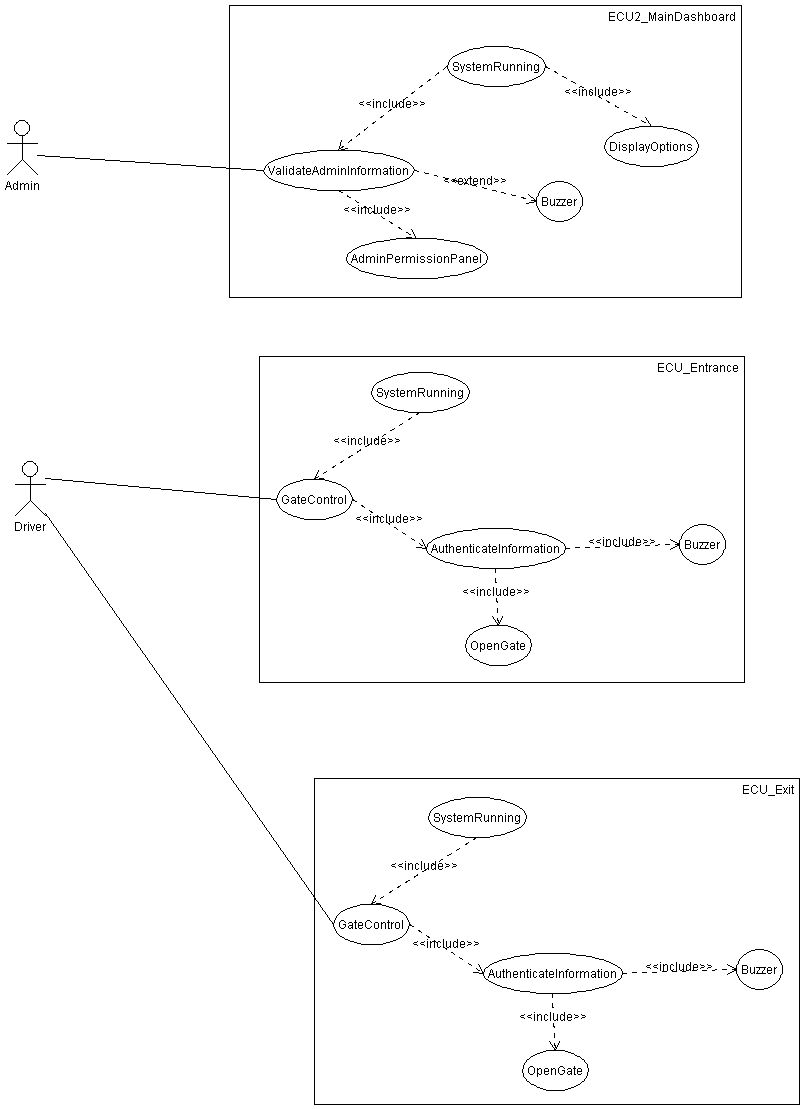 ECU2_MainDashboard
SystemRunning
<<include>>
<<include>>
DisplayOptions
Admin
ValidateAdminInformation
<<extend>>
Buzzer
<<include>>
AdminPermissionPanel
ECU_Entrance
SystemRunning
<<include>>
Driver
GateControl
<<include>>
AuthenticateInformation
<<include>>
Buzzer
<<include>>
OpenGate
ECU_Exit
SystemRunning
<<include>>
GateControl
<<include>>
AuthenticateInformation
<<include>>
Buzzer
<<include>>
OpenGate